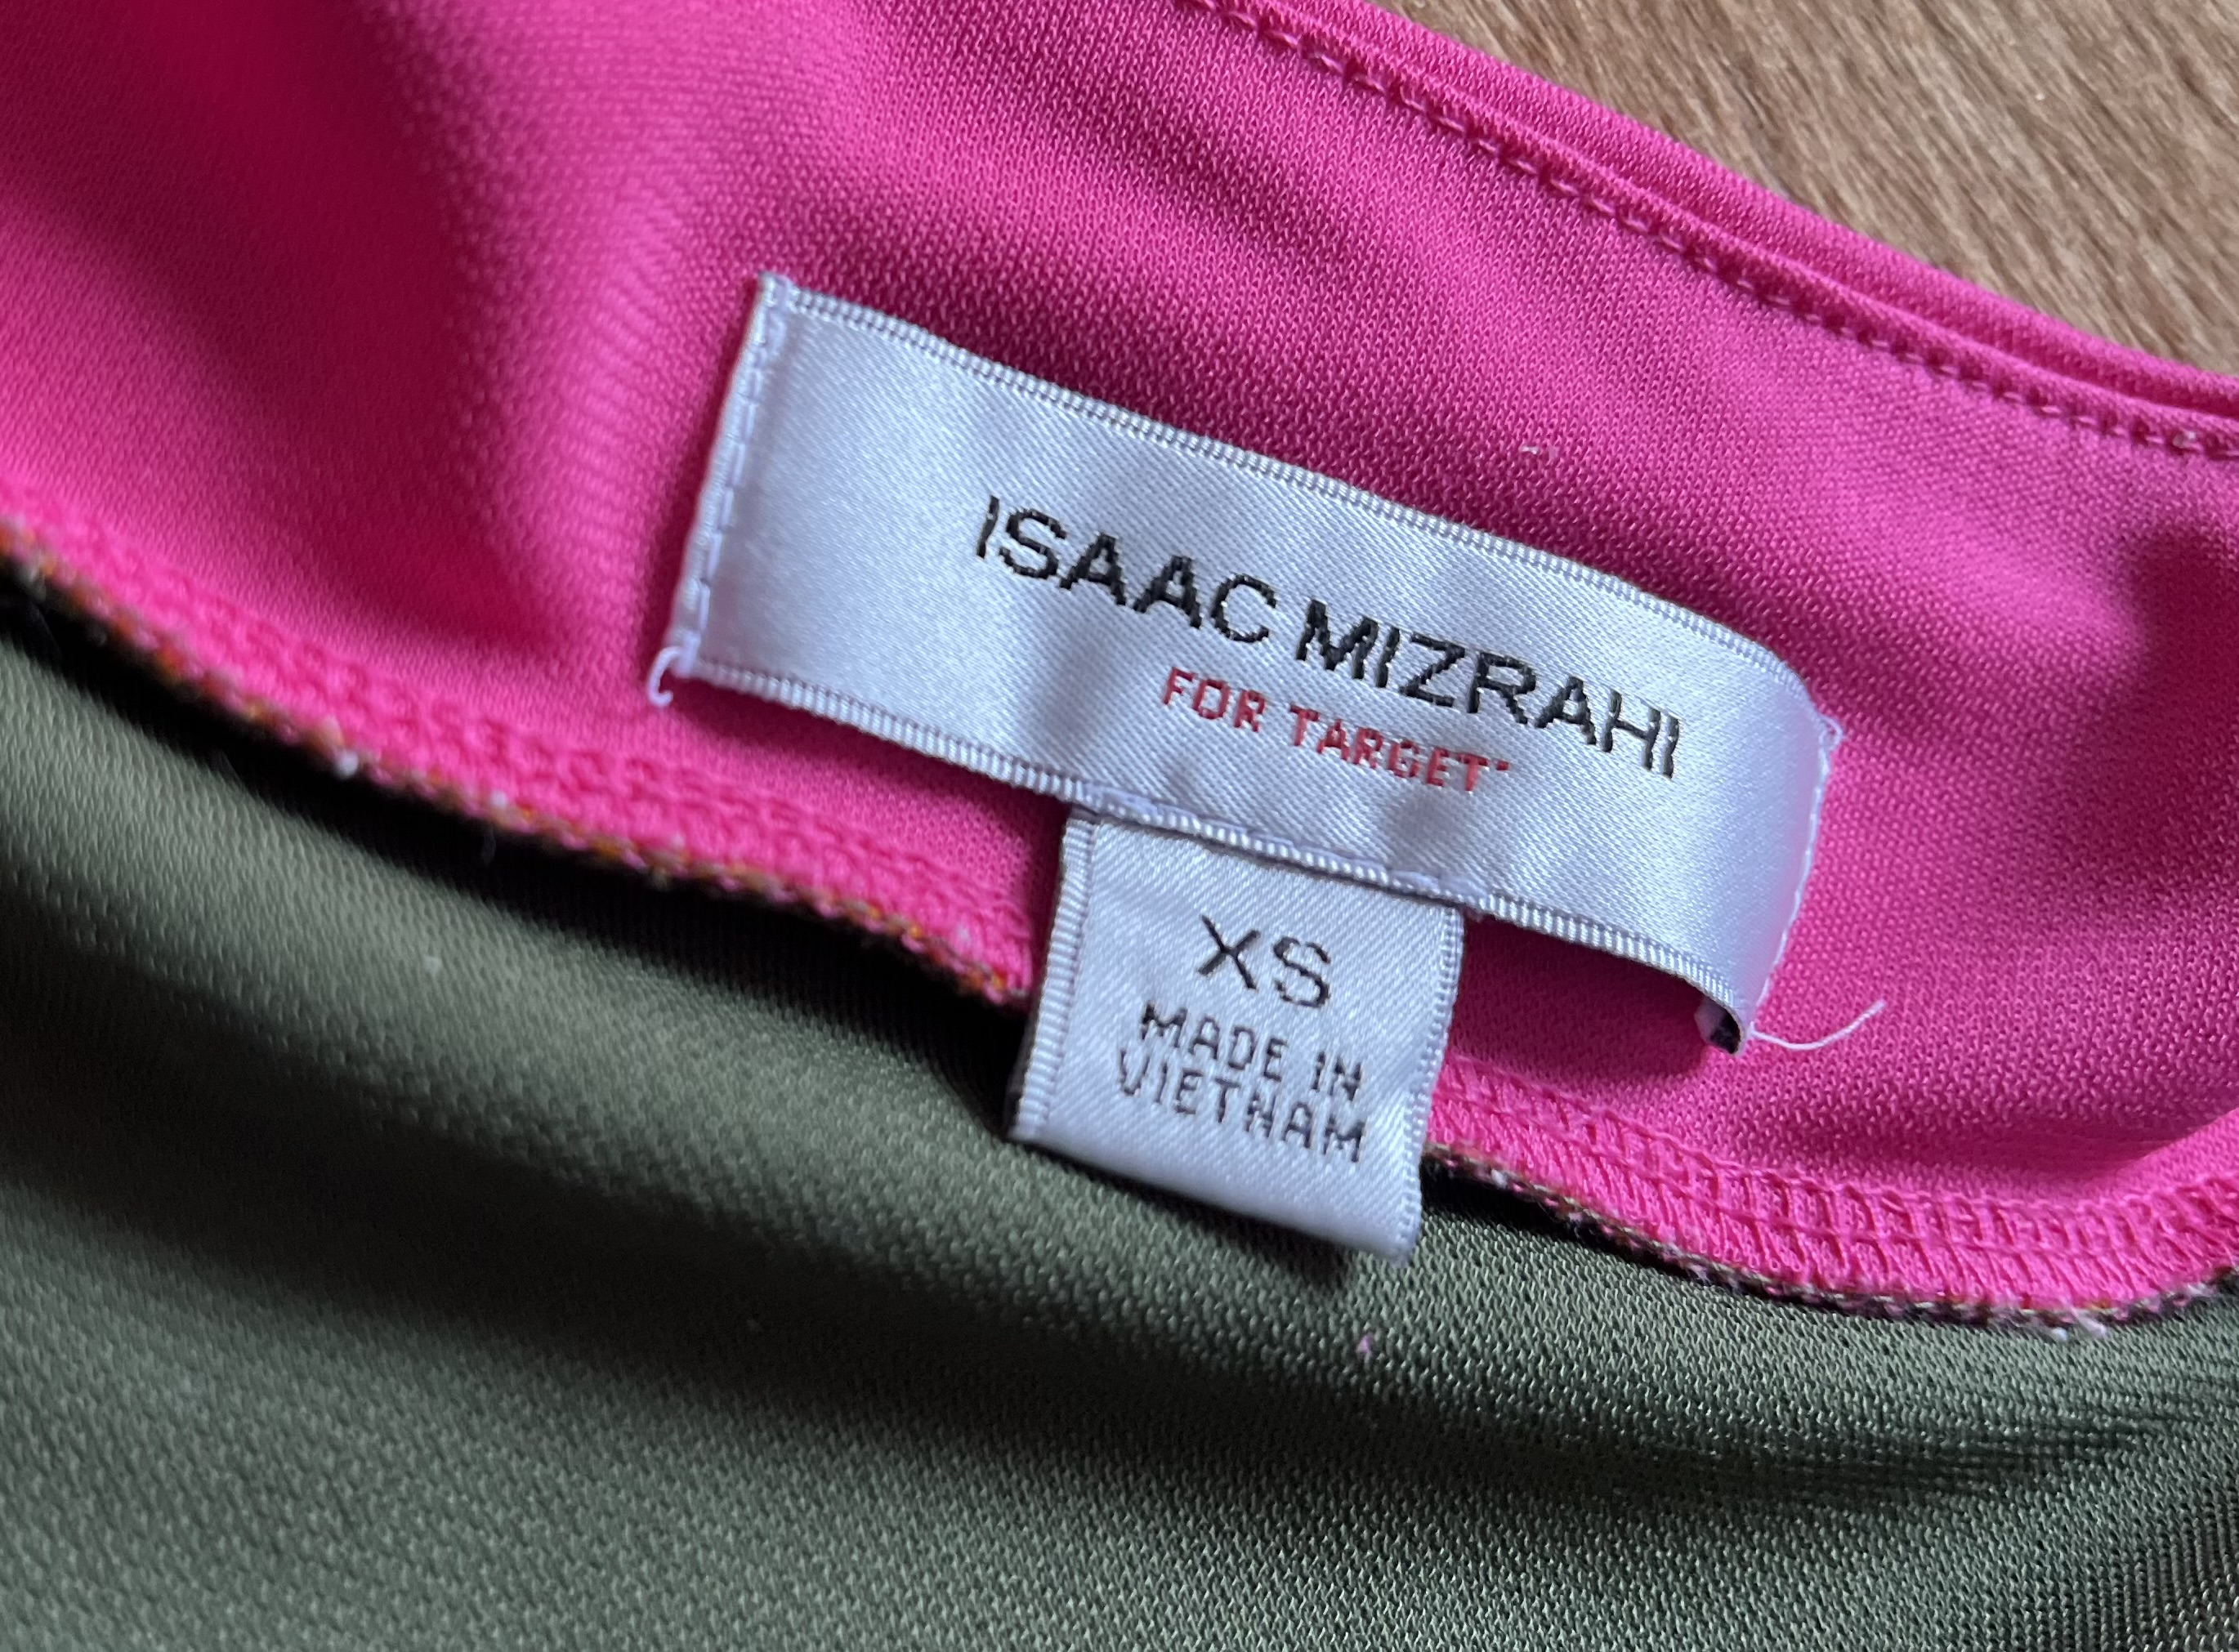 ISAAC MIZRAHI
FOR TARGET
XS
MADE IN
VIETNAM